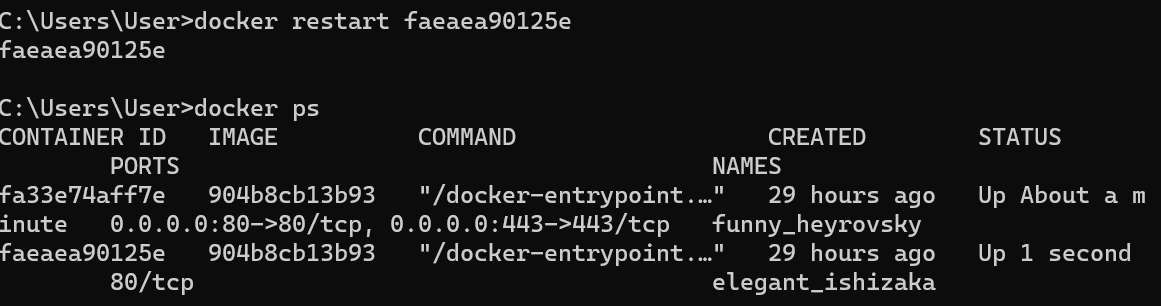 C:\Users\User>docker restart faeaea90125e
faeaea90125e
C:\Users\User>docker ps
CONTAINER ID   IMAGE          COMMAND                  CREATED        STATUS
        PORTS                                      NAMES
fa33e74aff7e   904b8cb13b93   "/docker-entrypoint.…"   29 hours ago   Up About a m
inute   0.0.0.0:80->80/tcp, 0.0.0.0:443->443/tcp   funny_heyrovsky
faeaea90125e   904b8cb13b93   "/docker-entrypoint.…"   29 hours ago   Up 1 second
        80/tcp                                     elegant_ishizaka